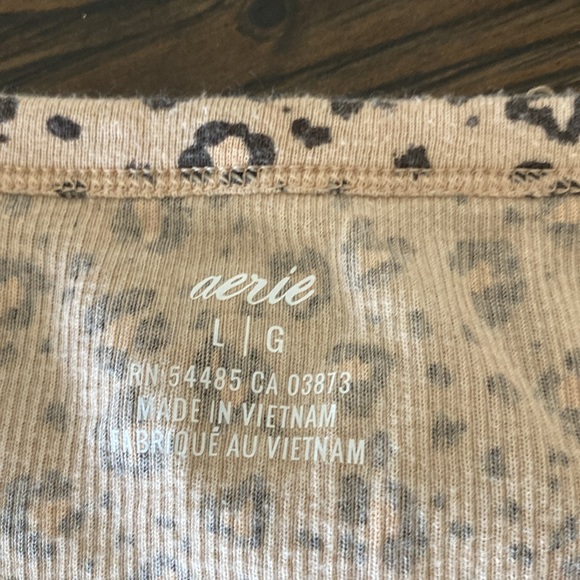 aerie
L | G
RN 54485 CA 03873
MADE IN VIETNAM
FABRIQUÉ AU VIETNAM